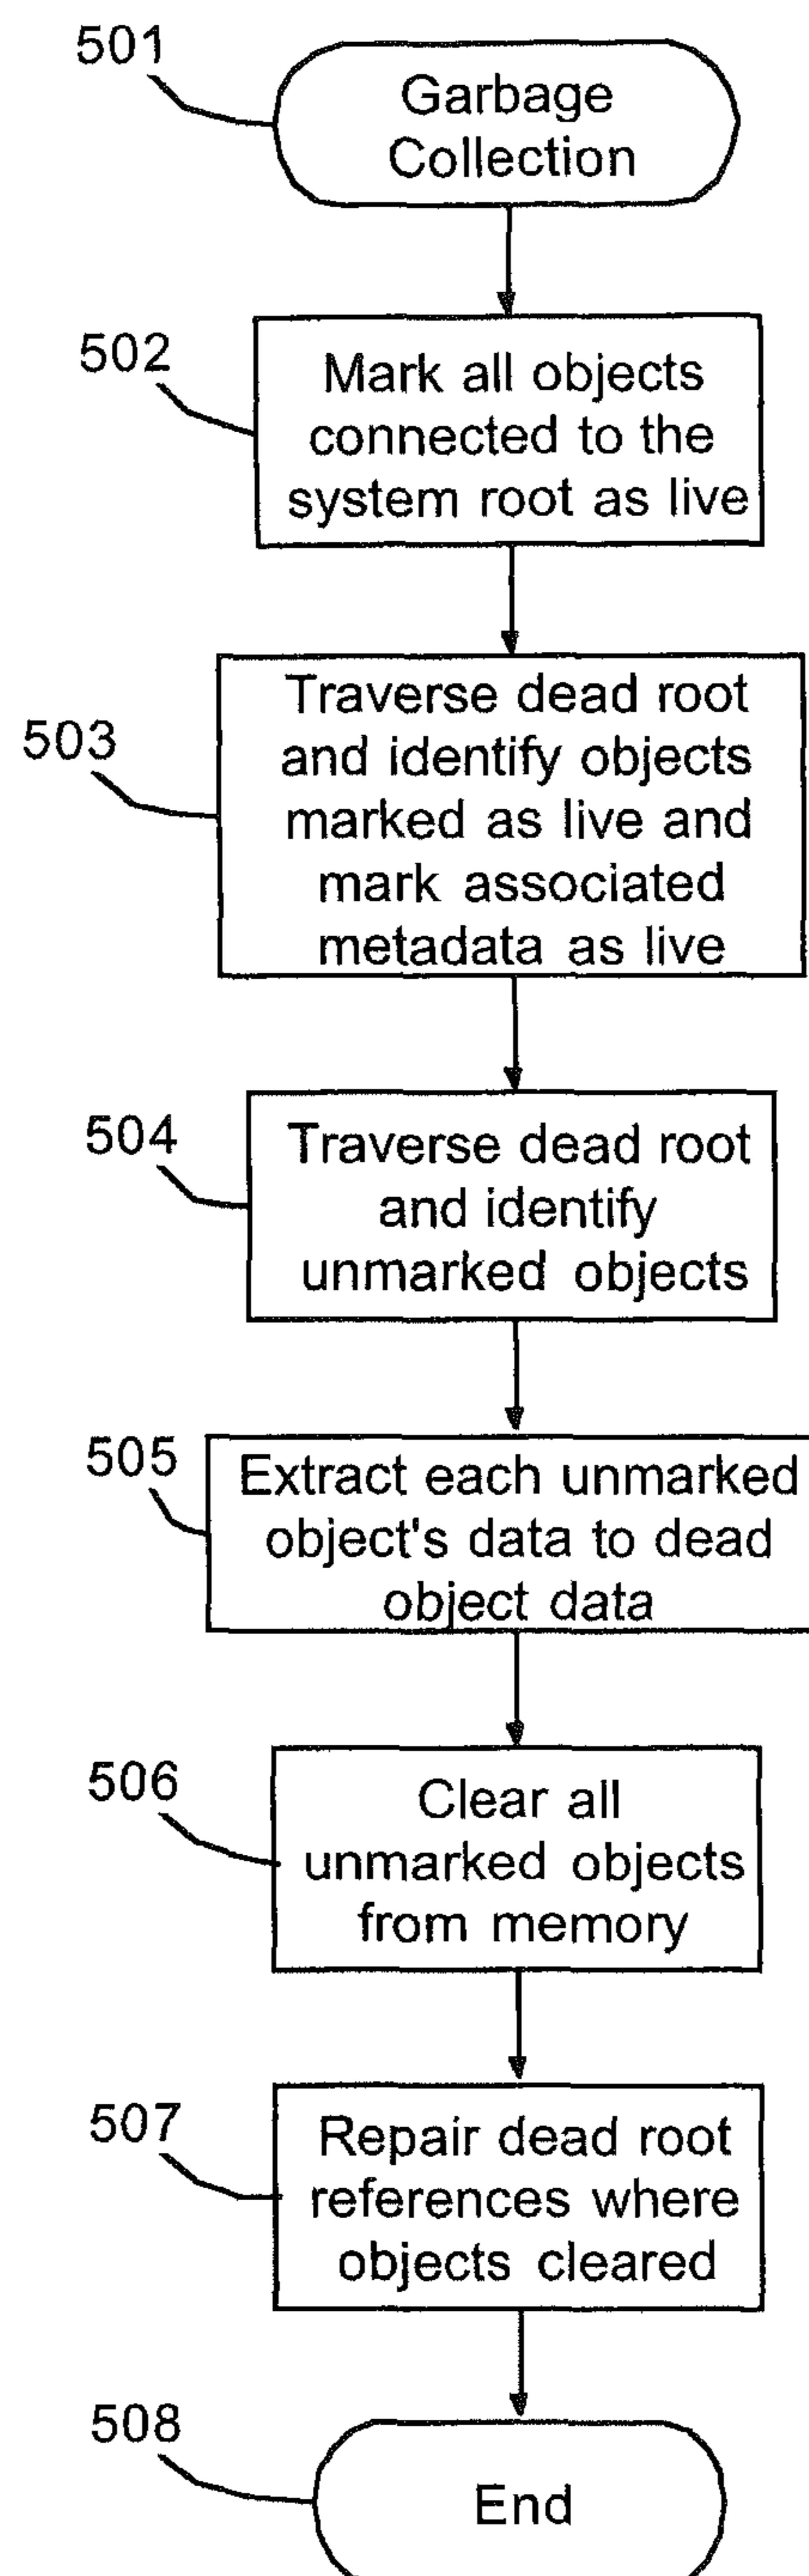 501
Garbage
Collection
502
Mark all objects
connected to the
system root as live
503
Traverse dead root
and identify objects
marked as live and
mark associated
metadata as live
504
Traverse dead root
and identify
unmarked objects
505
Extract each unmarked
object's data to dead
object data
506
Clear all
unmarked objects
from memory
507
Repair dead root
references where
objects cleared
508
End